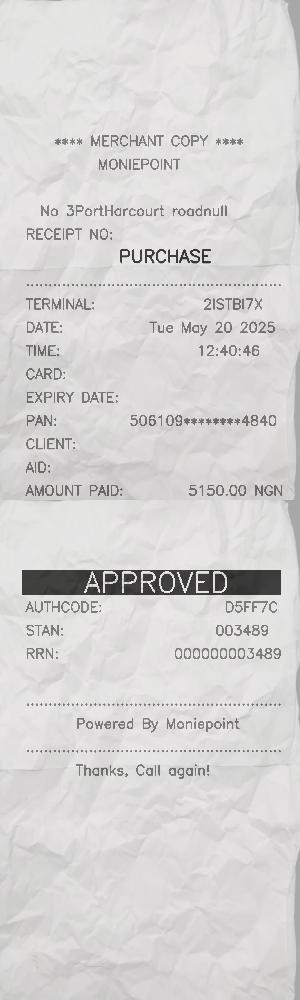 **** MERCHANT COPY ****
MONIEPOINT
No 3PortHarcourt roadnull
RECEIPT NO:
PURCHASE
TERMINAL: 2ISTBI7X
DATE: Tue May 20 2025
TIME: 12:40:46
CARD:
EXPIRY DATE:
PAN: 506109********4840
CLIENT:
AID:
AMOUNT PAID: 5150.00 NGN
APPROVED
AUTHCODE: D5FF7C
STAN: 003489
RRN: 000000003489
Powered By Moniepoint
Thanks, Call again!